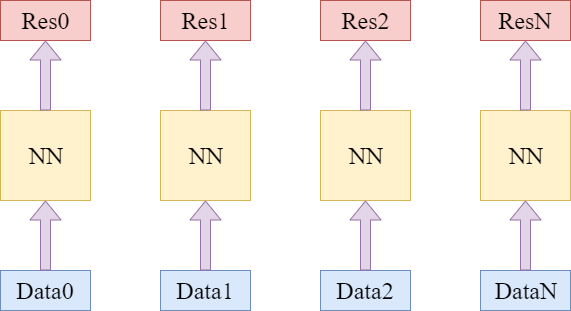 Res0 Res1 Res2 ResN
NN NN NN NN
Data0 Data1 Data2 DataN